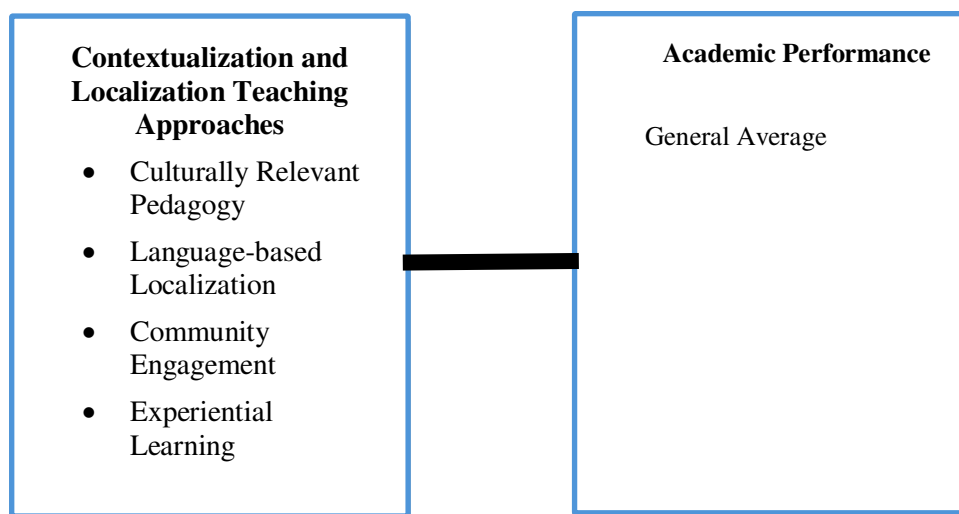 Contextualization and
Localization Teaching
Approaches
• Culturally Relevant
Pedagogy
• Language-based
Localization
• Community
Engagement
• Experiential
Learning
Academic Performance
General Average